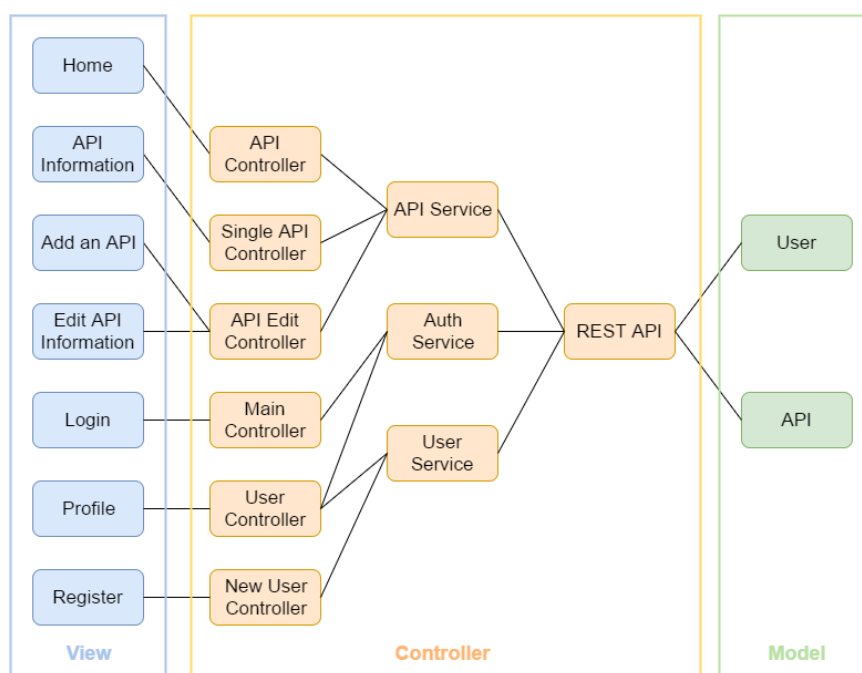 Home
API
Information
Add an API
Edit API
Information
Login
Profile
Register
View
API
Controller
Single API
Controller
API Edit
Controller
Main
Controller
User
Controller
New User
Controller
API Service
Auth
Service
User
Service
REST API
Controller
User
API
Model